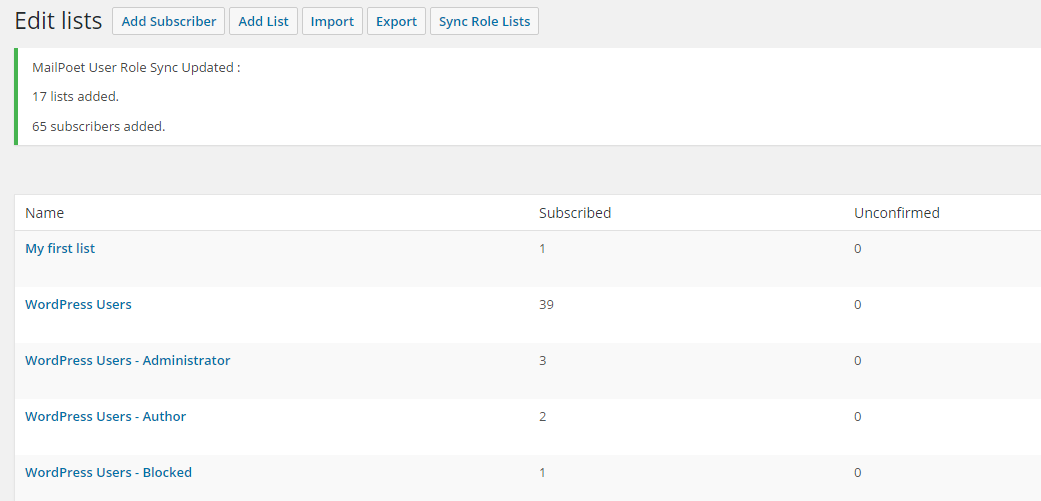 Edit lists Add Subscriber Add List Import Export Sync Role Lists
MailPoet User Role Sync Updated :
17 lists added.
65 subscribers added.
Name Subscribed Unconfirmed
My first list 1 0
WordPress Users 39 0
WordPress Users - Administrator 3 0
WordPress Users - Author 2 0
WordPress Users - Blocked 1 0